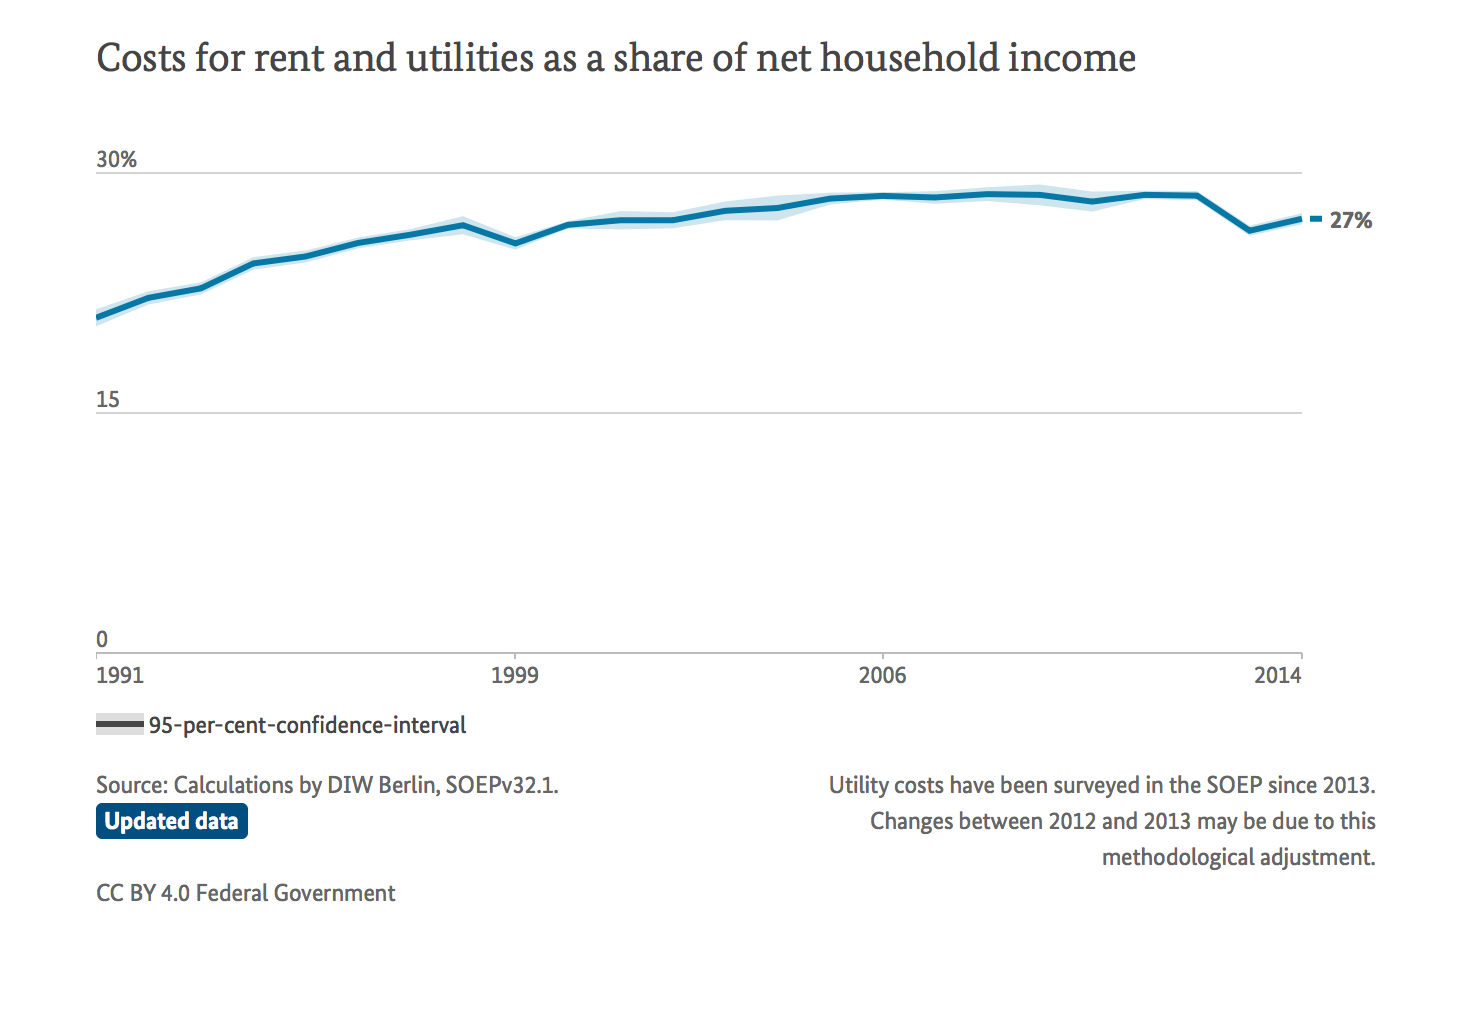 Costs for rent and utilities as a share of net household income
30%
27%
15
0
1991
1999
2006
2014
95-per-cent-confidence-interval
Source: Calculations by DIW Berlin, SOEPv32.1.
Updated data
CC BY 4.0 Federal Government
Utility costs have been surveyed in the SOEP since 2013.
Changes between 2012 and 2013 may be due to this
methodological adjustment.